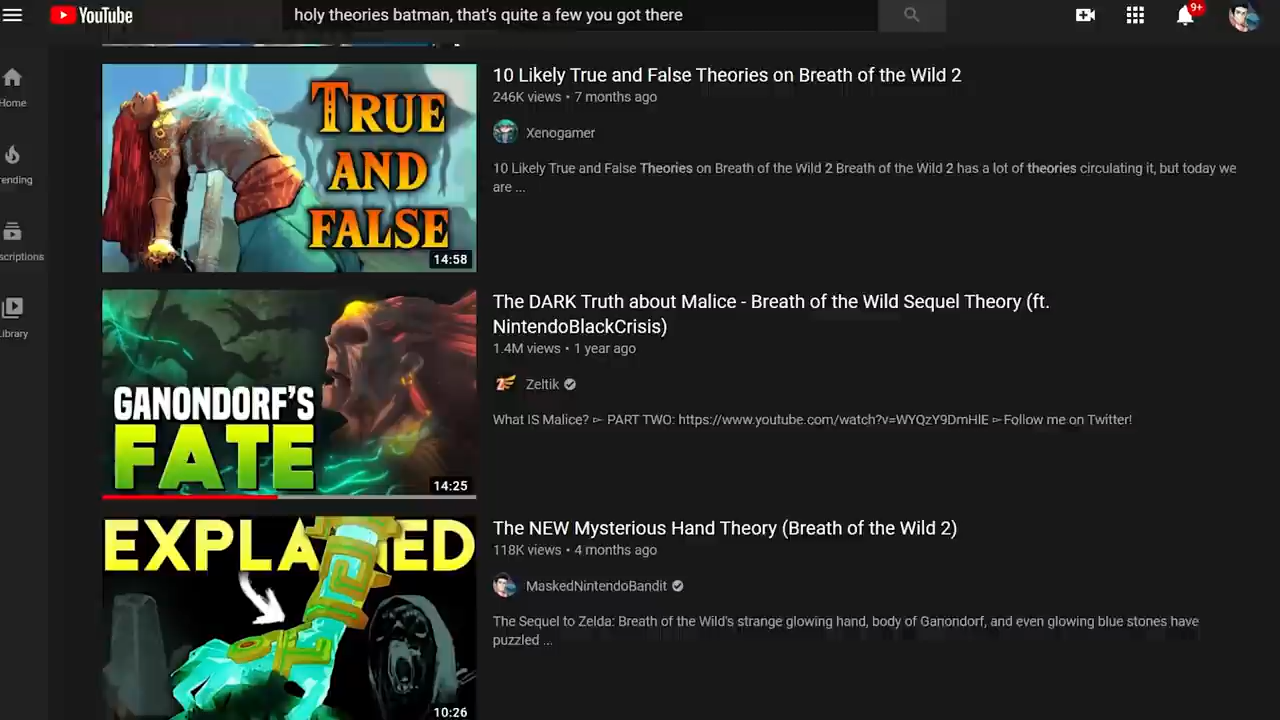 YouTube
holy theories batman, that's quite a few you got there
9+
Home
rending
scriptions
ibrary
TRUE
AND
FALSE
14:58
10 Likely True and False Theories on Breath of the Wild 2
246K views • 7 months ago
Xenogamer
10 Likely True and False Theories on Breath of the Wild 2 Breath of the Wild 2 has a lot of theories circulating it, but today we
are ...
GANONDORF'S
FATE
14:25
The DARK Truth about Malice - Breath of the Wild Sequel Theory (ft.
NintendoBlackCrisis)
1.4M views • 1 year ago
Zeltik
What IS Malice? ▻ PART TWO: https://www.youtube.com/watch?v=WYQzY9DmHlE ▻ Follow me on Twitter!
EXPLAINED
10:26
The NEW Mysterious Hand Theory (Breath of the Wild 2)
118K views • 4 months ago
MaskedNintendoBandit
The Sequel to Zelda: Breath of the Wild's strange glowing hand, body of Ganondorf, and even glowing blue stones have
puzzled ...